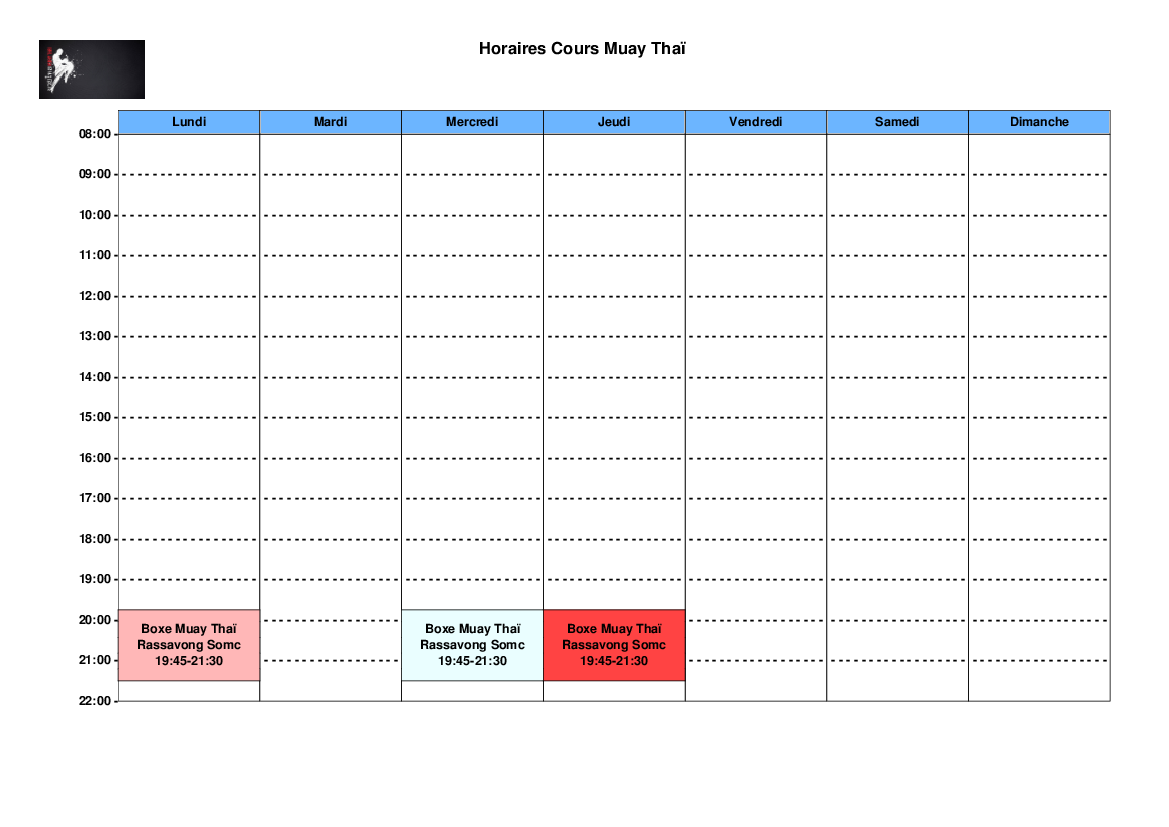 Horaires Cours Muay Thaï
Lundi Mardi Mercredi Jeudi Vendredi Samedi Dimanche
08:00
09:00
10:00
11:00
12:00
13:00
14:00
15:00
16:00
17:00
18:00
19:00
20:00
21:00
22:00
Boxe Muay Thaï
Rassavong Somc
19:45-21:30
Boxe Muay Thaï
Rassavong Somc
19:45-21:30
Boxe Muay Thaï
Rassavong Somc
19:45-21:30